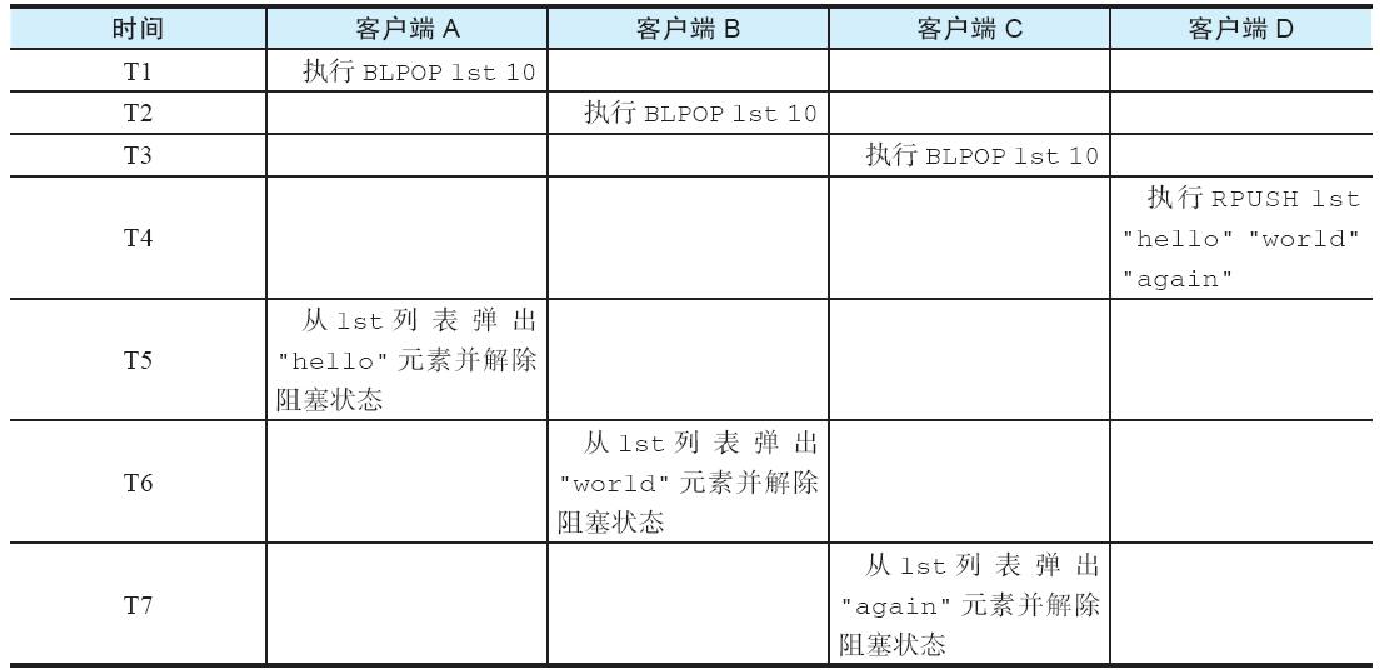 时间 客户端 A 客户端 B 客户端 C 客户端 D
T1 执行 BLPOP lst 10
T2 执行 BLPOP lst 10
T3 执行 BLPOP lst 10
T4 执行 RPUSH lst
"hello" "world"
"again"
T5 从 lst 列表弹出
"hello" 元素并解除
阻塞状态
T6 从 lst 列表弹出
"world" 元素并解除
阻塞状态
T7 从 lst 列表弹出
"again" 元素并解除
阻塞状态